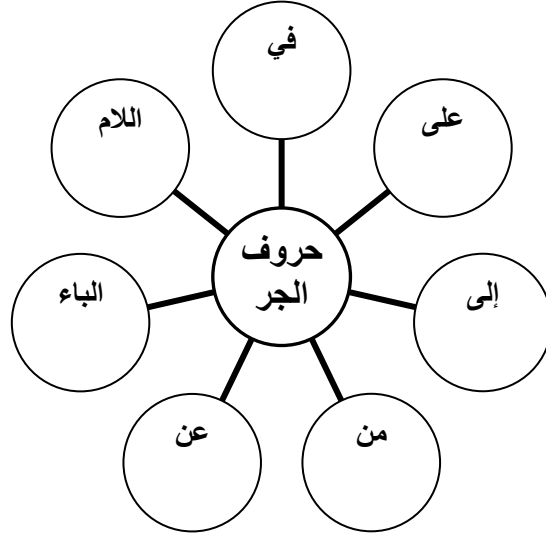 في
على
اللام
حروف
الجر
إلى
الباء
من
عن